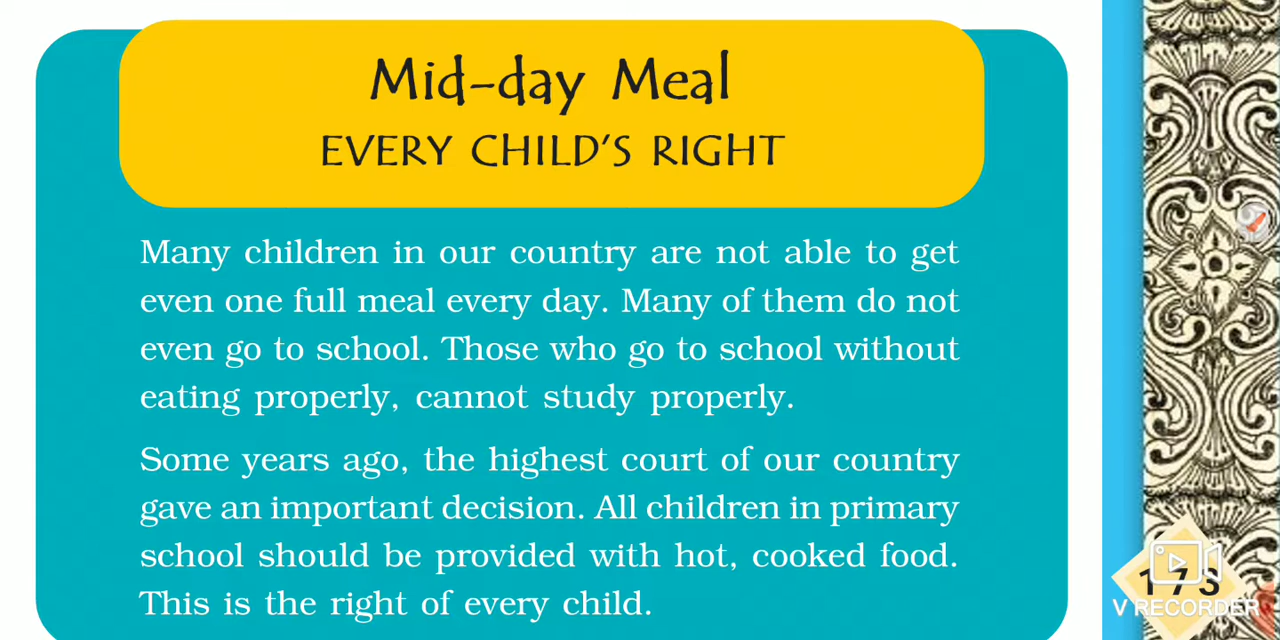 Mid-day Meal
EVERY CHILD'S RIGHT
Many children in our country are not able to get
even one full meal every day. Many of them do not
even go to school. Those who go to school without
eating properly, cannot study properly.
Some years ago, the highest court of our country
gave an important decision. All children in primary
school should be provided with hot, cooked food.
This is the right of every child.
173
V RECORDER